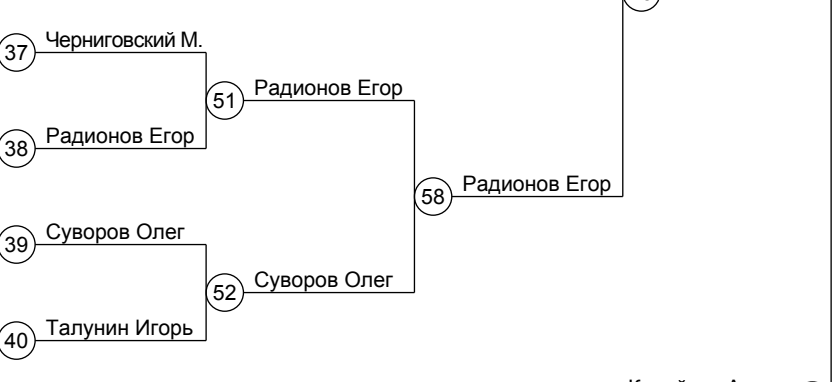 37 Черниговский М.
51 Радионов Егор
38 Радионов Егор
58 Радионов Егор
39 Суворов Олег
52 Суворов Олег
40 Талунин Игорь